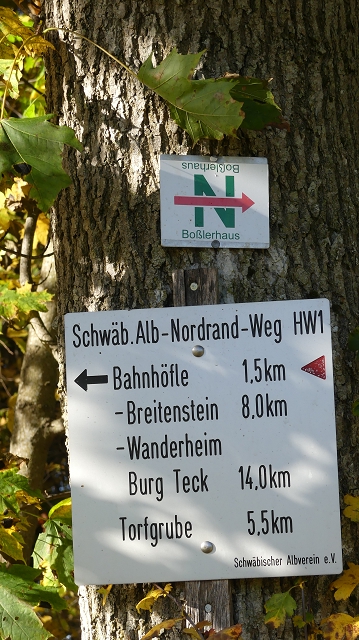 Boßlerhaus
N
Boßlerhaus
Schwäb.Alb-Nordrand-Weg HW1
Bahnhöfle 1,5km
-Breitenstein 8,0km
-Wanderheim
Burg Teck 14,0km
Torfgrube 5,5km
Schwäbischer Albverein e.V.